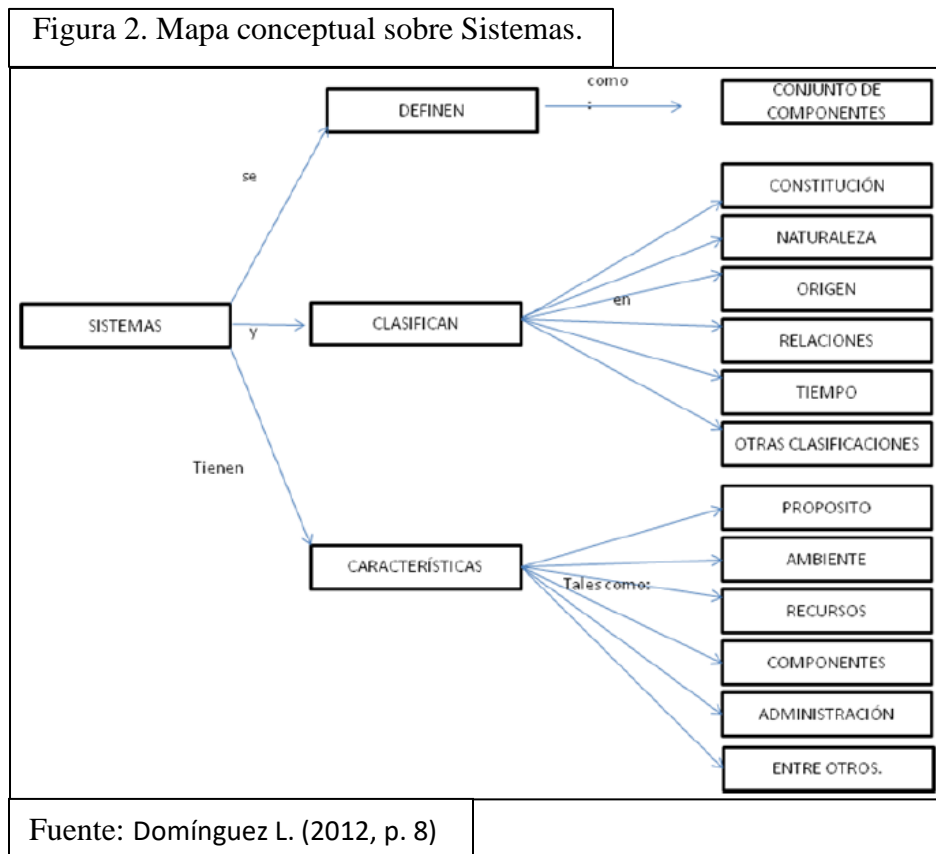 Figura 2. Mapa conceptual sobre Sistemas.
SISTEMAS
se
DEFINEN
como
:
CONJUNTO DE
COMPONENTES
y
CLASIFICAN
en
CONSTITUCIÓN
NATURALEZA
ORIGEN
RELACIONES
TIEMPO
OTRAS CLASIFICACIONES
Tienen
CARACTERÍSTICAS
Tales como:
PROPOSITO
AMBIENTE
RECURSOS
COMPONENTES
ADMINISTRACIÓN
ENTRE OTROS.
Fuente: Domínguez L. (2012, p. 8)